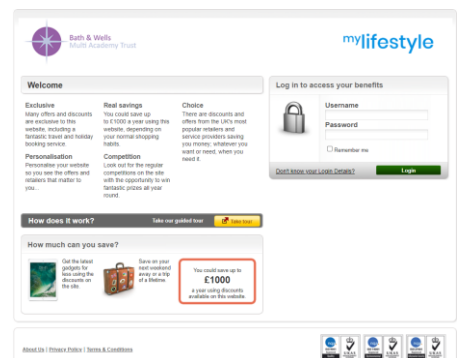 Bath & Wells
Multi Academy Trust
mylifestyle
Welcome
Exclusive
Many offers and discounts
are exclusive to this
website, including a
fantastic travel and holiday
booking service.
Personalisation
Personalise your website
so you see the offers and
retailers that matter to
you...
Real savings
You could save up
to £1000 a year using this
website, depending on
your normal shopping
habits.
Competition
Look out for the regular
competitions on the site
with the opportunity to win
fantastic prizes all year
round.
Choice
There are discounts and
offers from the UK's most
popular retailers and
service providers saving
you money; whatever you
want or need, when you
need it.
Log in to access your benefits
Username
Password
Remember me
Don't know your Login Details?
Login
How does it work?
Take our guided tour
Take tour
How much can you save?
Get the latest
gadgets for
less using the
discounts on
the site.
Save on your
next weekend
away or a trip
of a lifetime.
You could save up to
£1000
a year using discounts
available on this website.
About Us | Privacy Policy | Terms & Conditions